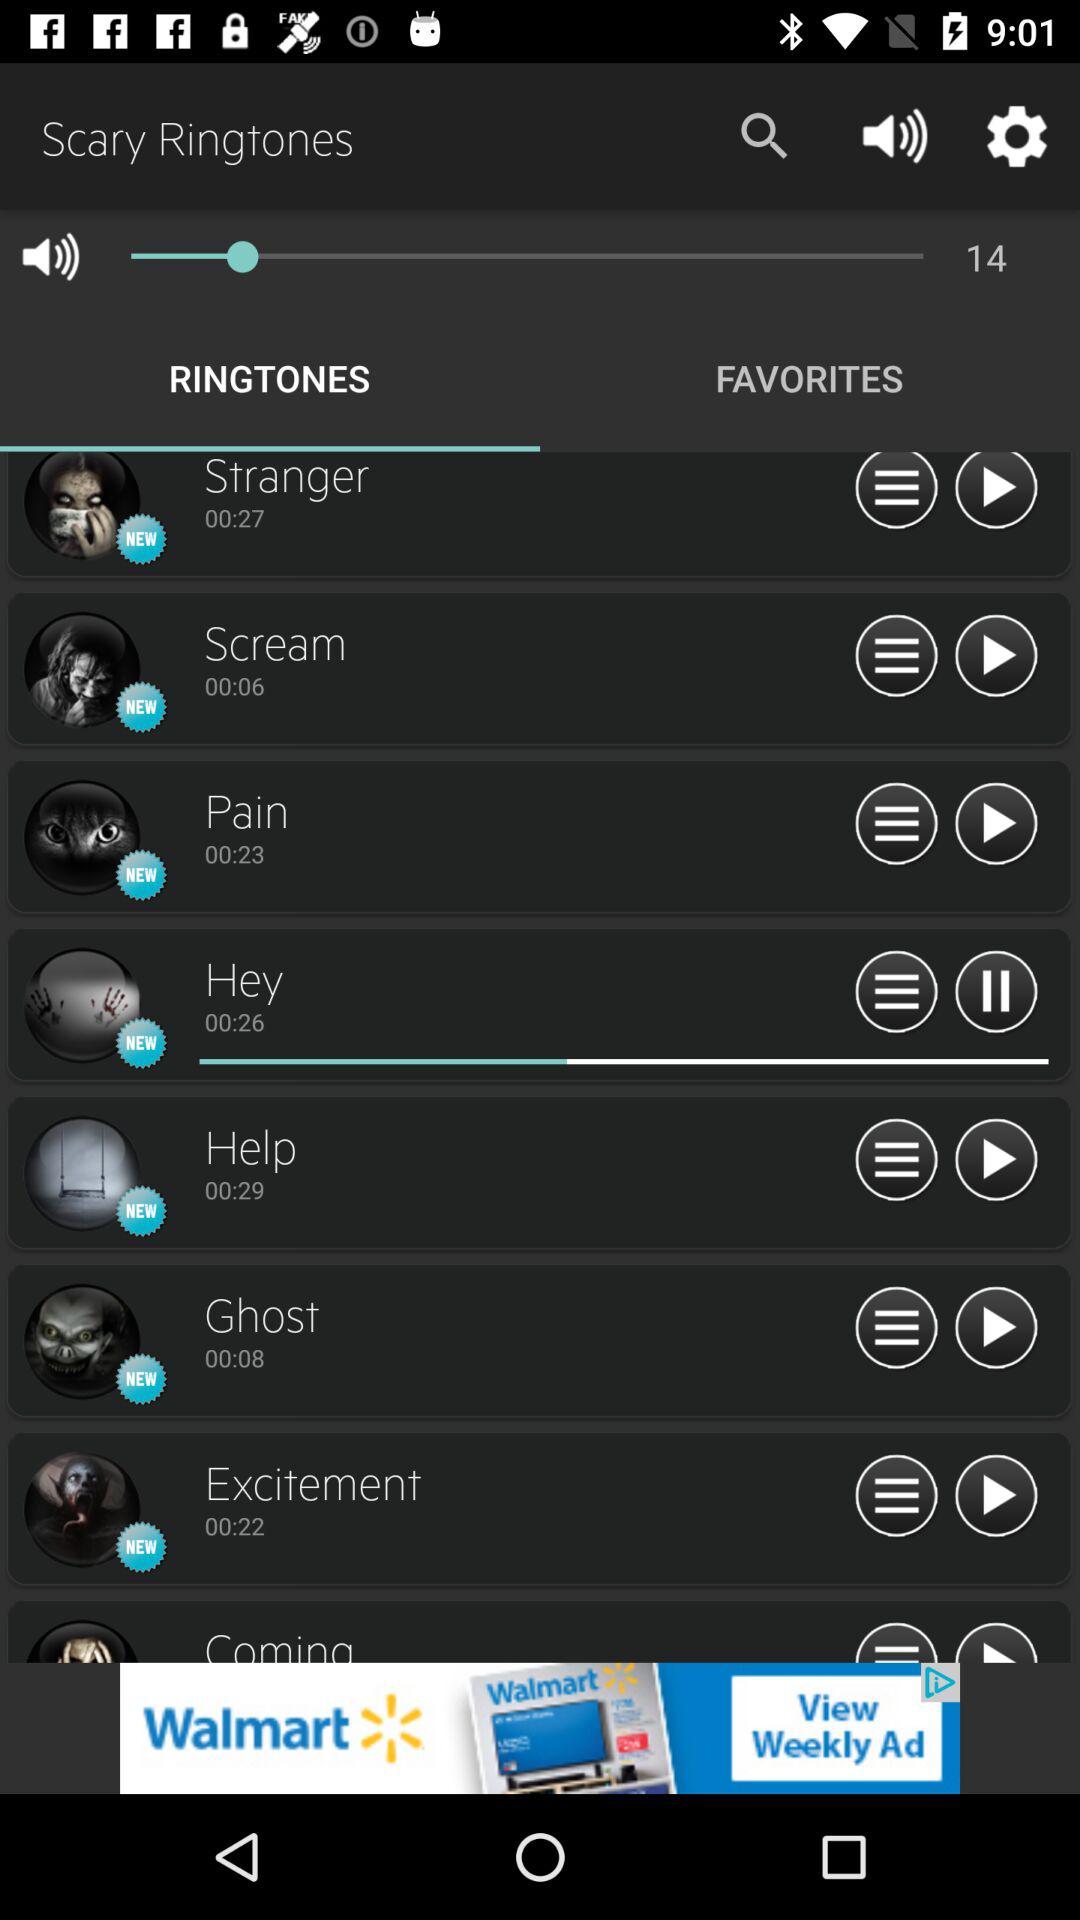 FAKE
9:01
Scary Ringtones
14
RINGTONES
FAVORITES
Stranger
00:27
NEW
Scream
00:06
NEW
Pain
00:23
NEW
Hey
00:26
NEW
Help
00:29
NEW
Ghost
00:08
NEW
Excitement
00:22
NEW
Coming
Walmart
Walmart
View
Weekly Ad